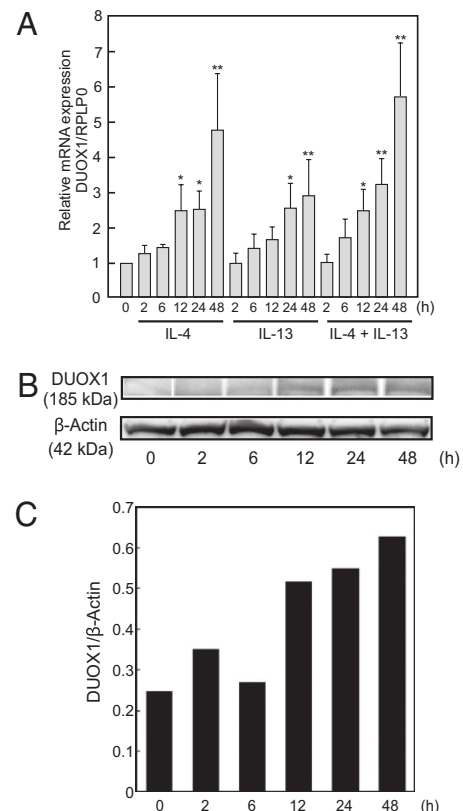 A
Relative mRNA expression
DUOX1/RPLP0
8
7
6
5
4
3
2
1
0
* * ** * ** * ** **
0 2 6 12 24 48 2 6 12 24 48 2 6 12 24 48 (h)
IL-4 IL-13 IL-4 + IL-13
B
DUOX1
(185 kDa)
β-Actin
(42 kDa)
0 2 6 12 24 48 (h)
C
DUOX1/β-Actin
0.7
0.6
0.5
0.4
0.3
0.2
0.1
0
0 2 6 12 24 48 (h)